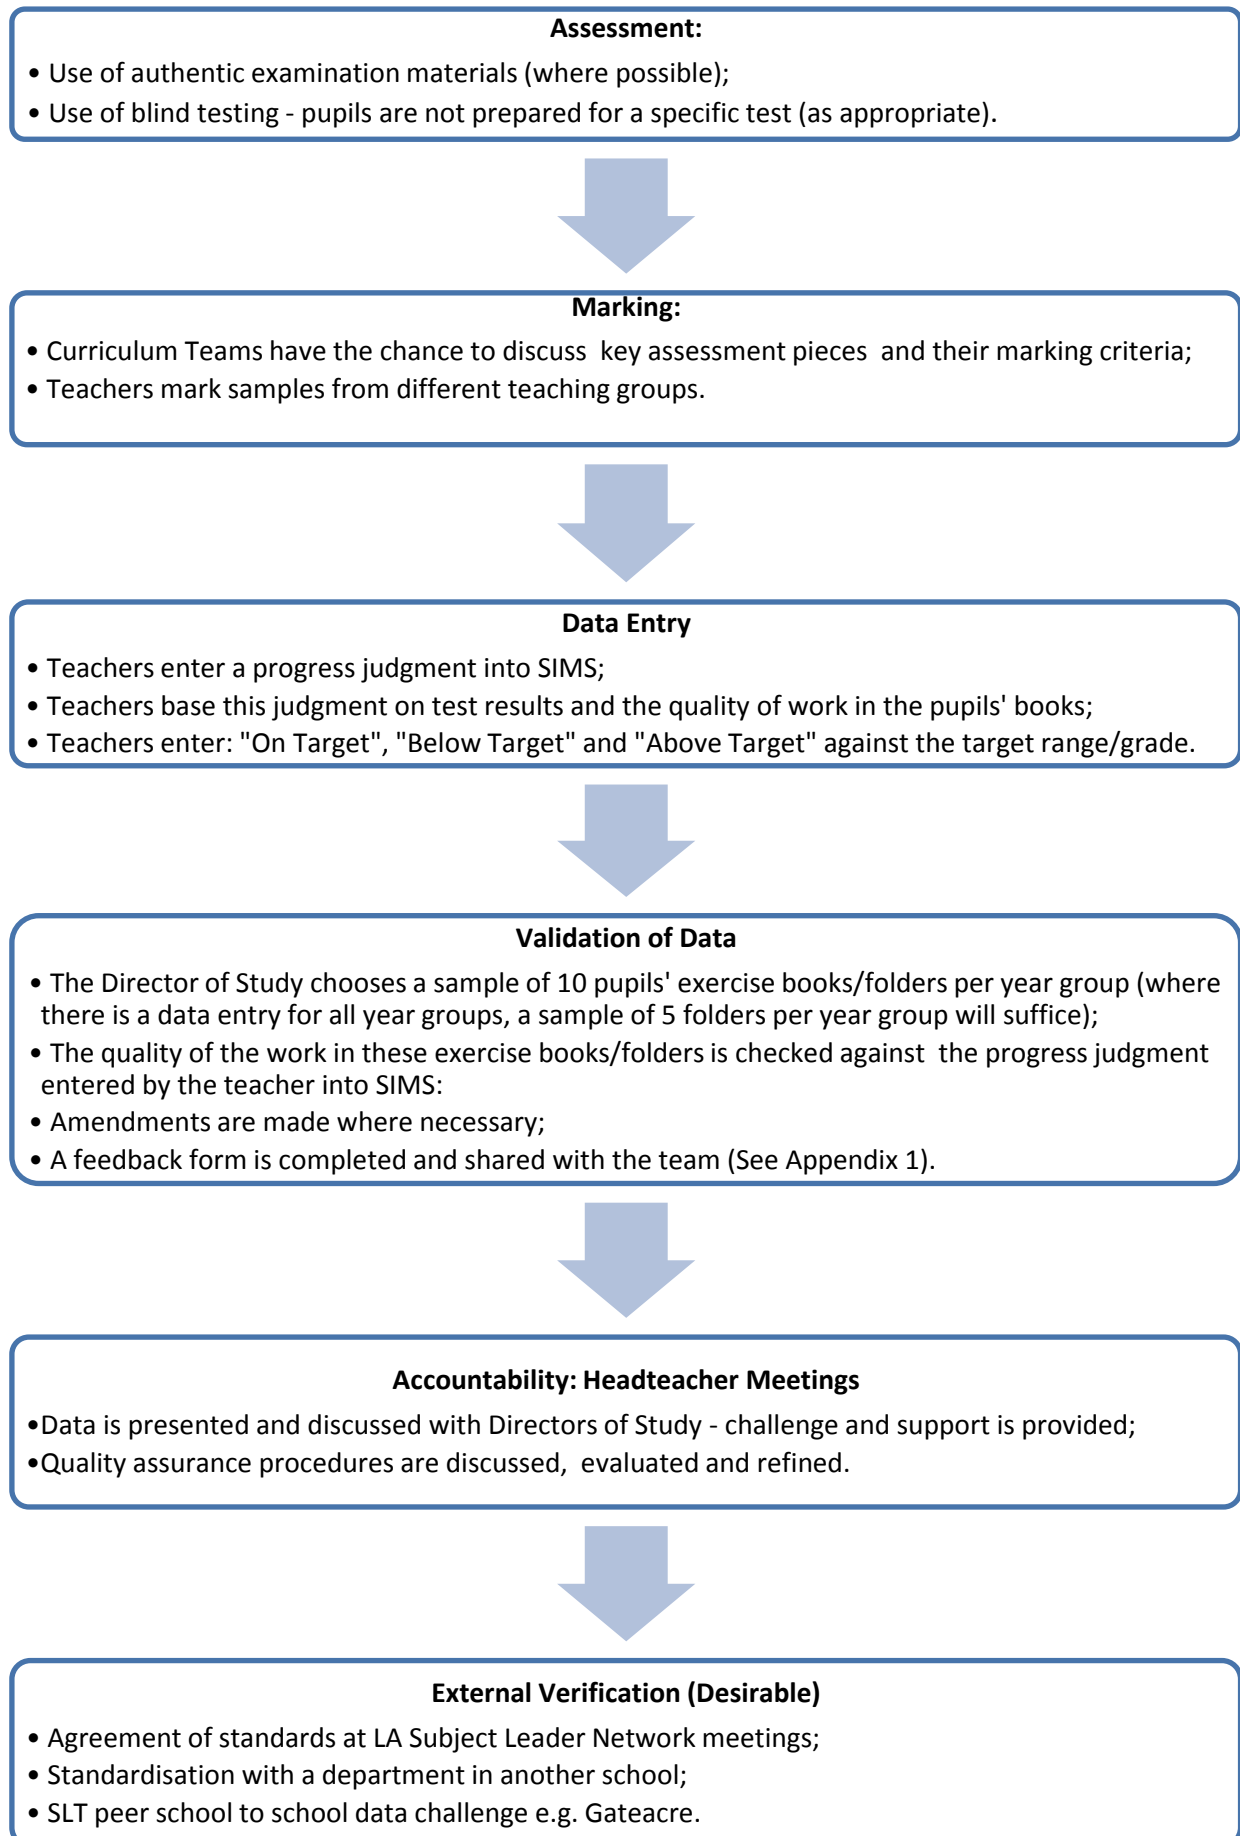 Assessment:
• Use of authentic examination materials (where possible);
• Use of blind testing - pupils are not prepared for a specific test (as appropriate).
Marking:
• Curriculum Teams have the chance to discuss  key assessment pieces  and their marking criteria;
• Teachers mark samples from different teaching groups.
Data Entry
• Teachers enter a progress judgment into SIMS;
• Teachers base this judgment on test results and the quality of work in the pupils' books;
• Teachers enter: "On Target", "Below Target" and "Above Target" against the target range/grade.
Validation of Data
• The Director of Study chooses a sample of 10 pupils' exercise books/folders per year group (where
there is a data entry for all year groups, a sample of 5 folders per year group will suffice);
• The quality of the work in these exercise books/folders is checked against  the progress judgment
entered by the teacher into SIMS:
• Amendments are made where necessary;
• A feedback form is completed and shared with the team (See Appendix 1).
Accountability: Headteacher Meetings
•Data is presented and discussed with Directors of Study - challenge and support is provided;
•Quality assurance procedures are discussed,  evaluated and refined.
External Verification (Desirable)
• Agreement of standards at LA Subject Leader Network meetings;
• Standardisation with a department in another school;
• SLT peer school to school data challenge e.g. Gateacre.